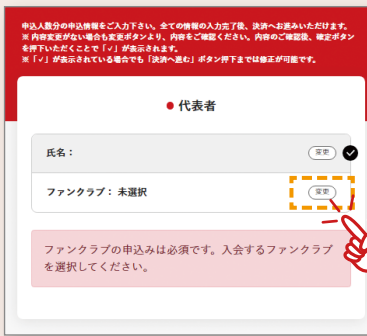 申込人数分の申込情報をご入力下さい。全ての情報の入力完了後、決済へお進みいただけます。
※ 内容変更がない場合も変更ボタンより、内容をご確認ください。内容のご確認後、確定ボタン
を押下いただくことで「✓」が表示されます。
※「✓」が表示されている場合でも「決済へ進む」ボタン押下までは修正が可能です。
代表者
氏名： 変更
ファンクラブ： 未選択 変更
ファンクラブの申込みは必須です。入会するファンクラブ
を選択してください。